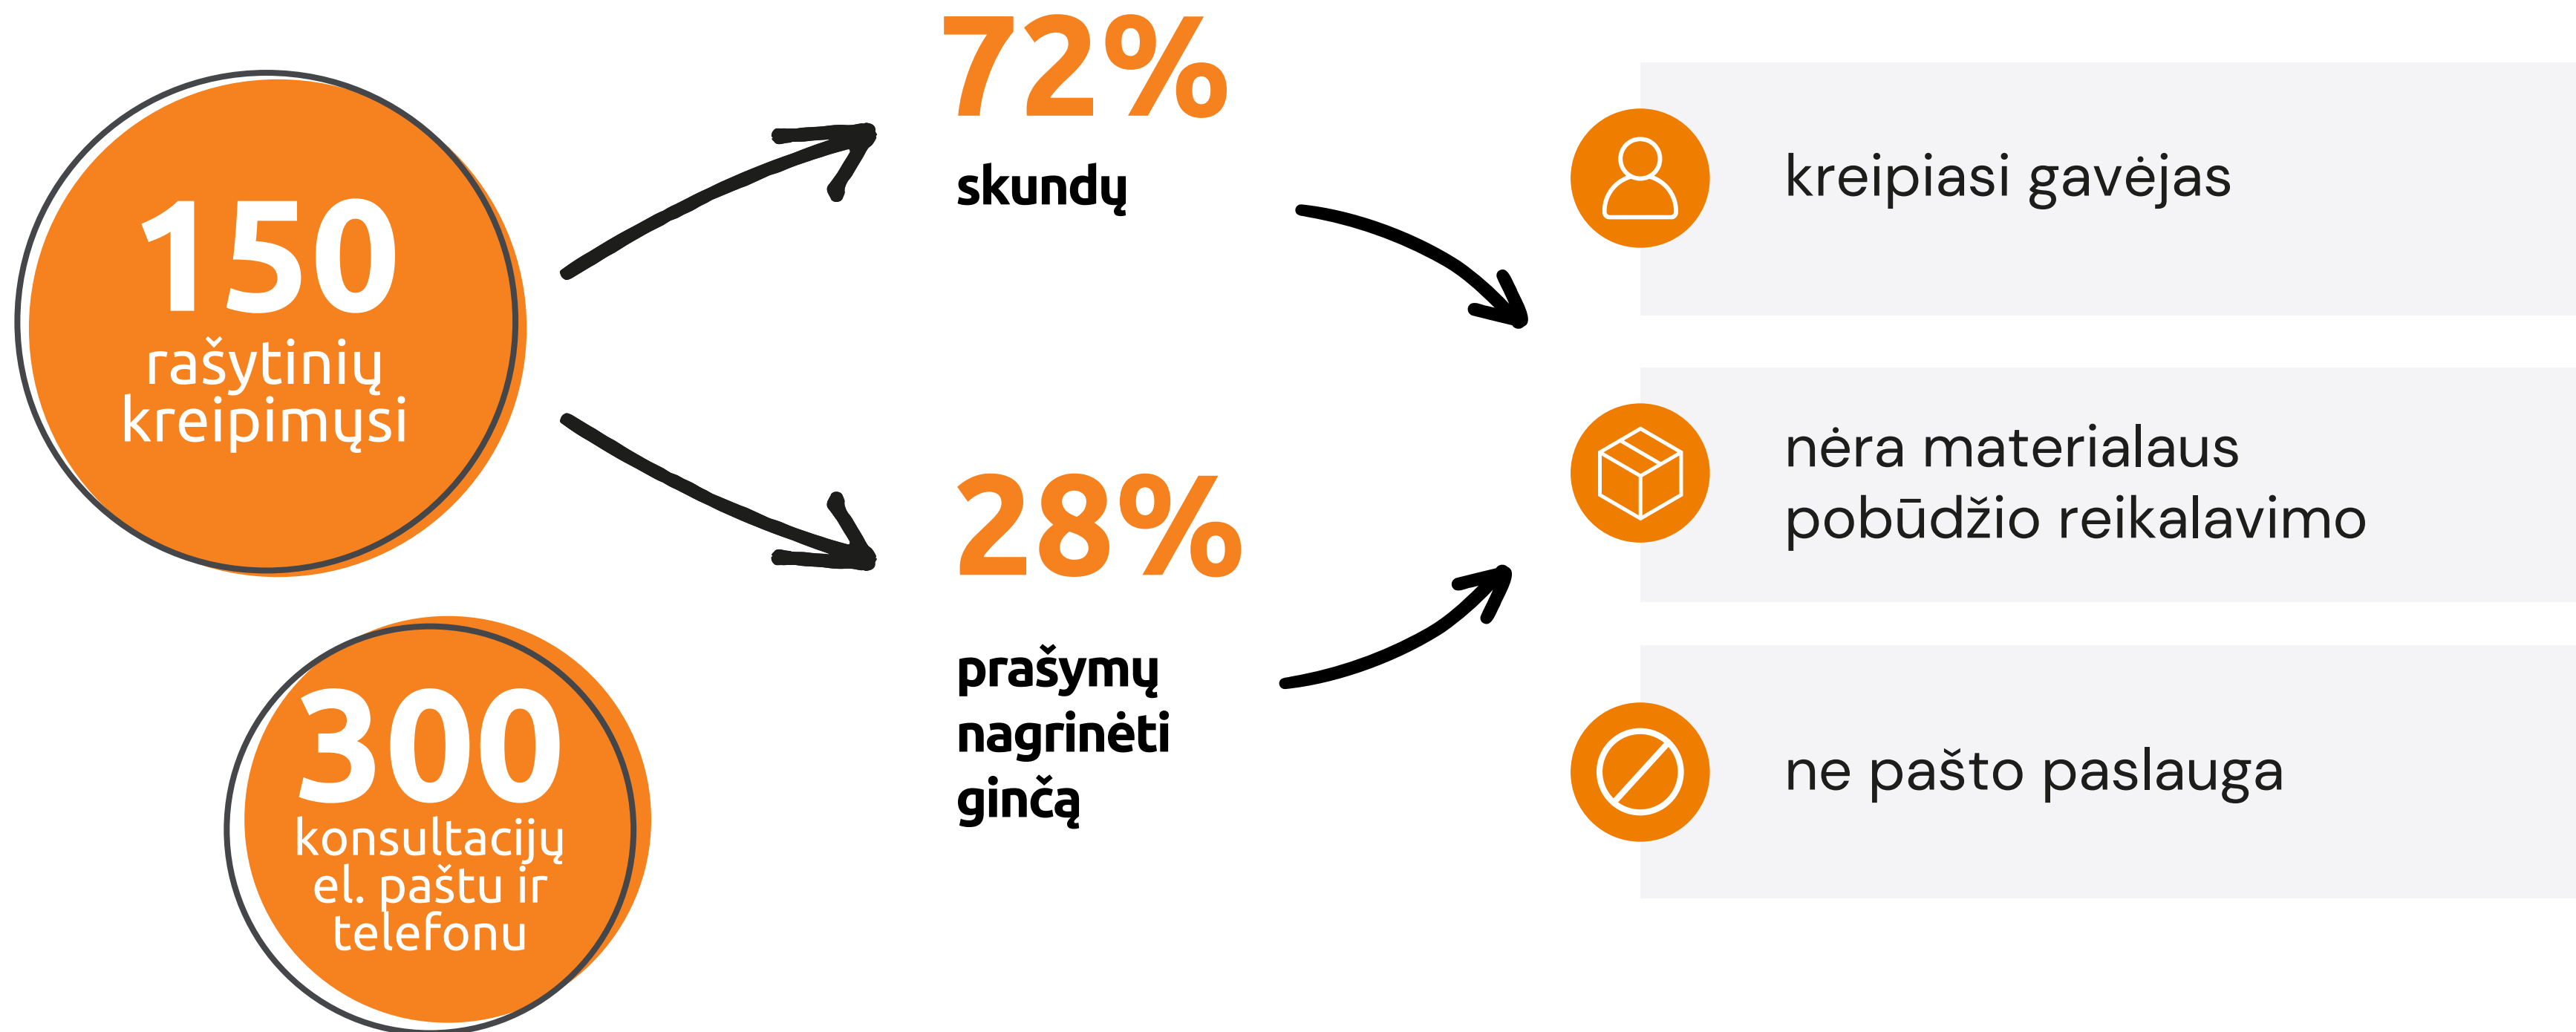 150
rašytinių
kreipimųsi
300
konsultacijų
el. paštu ir
telefonu
72%
skundų
28%
prašymų
nagrinėti
ginčą
kreipiasi gavėjas
nėra materialaus
pobūdžio reikalavimo
ne pašto paslauga